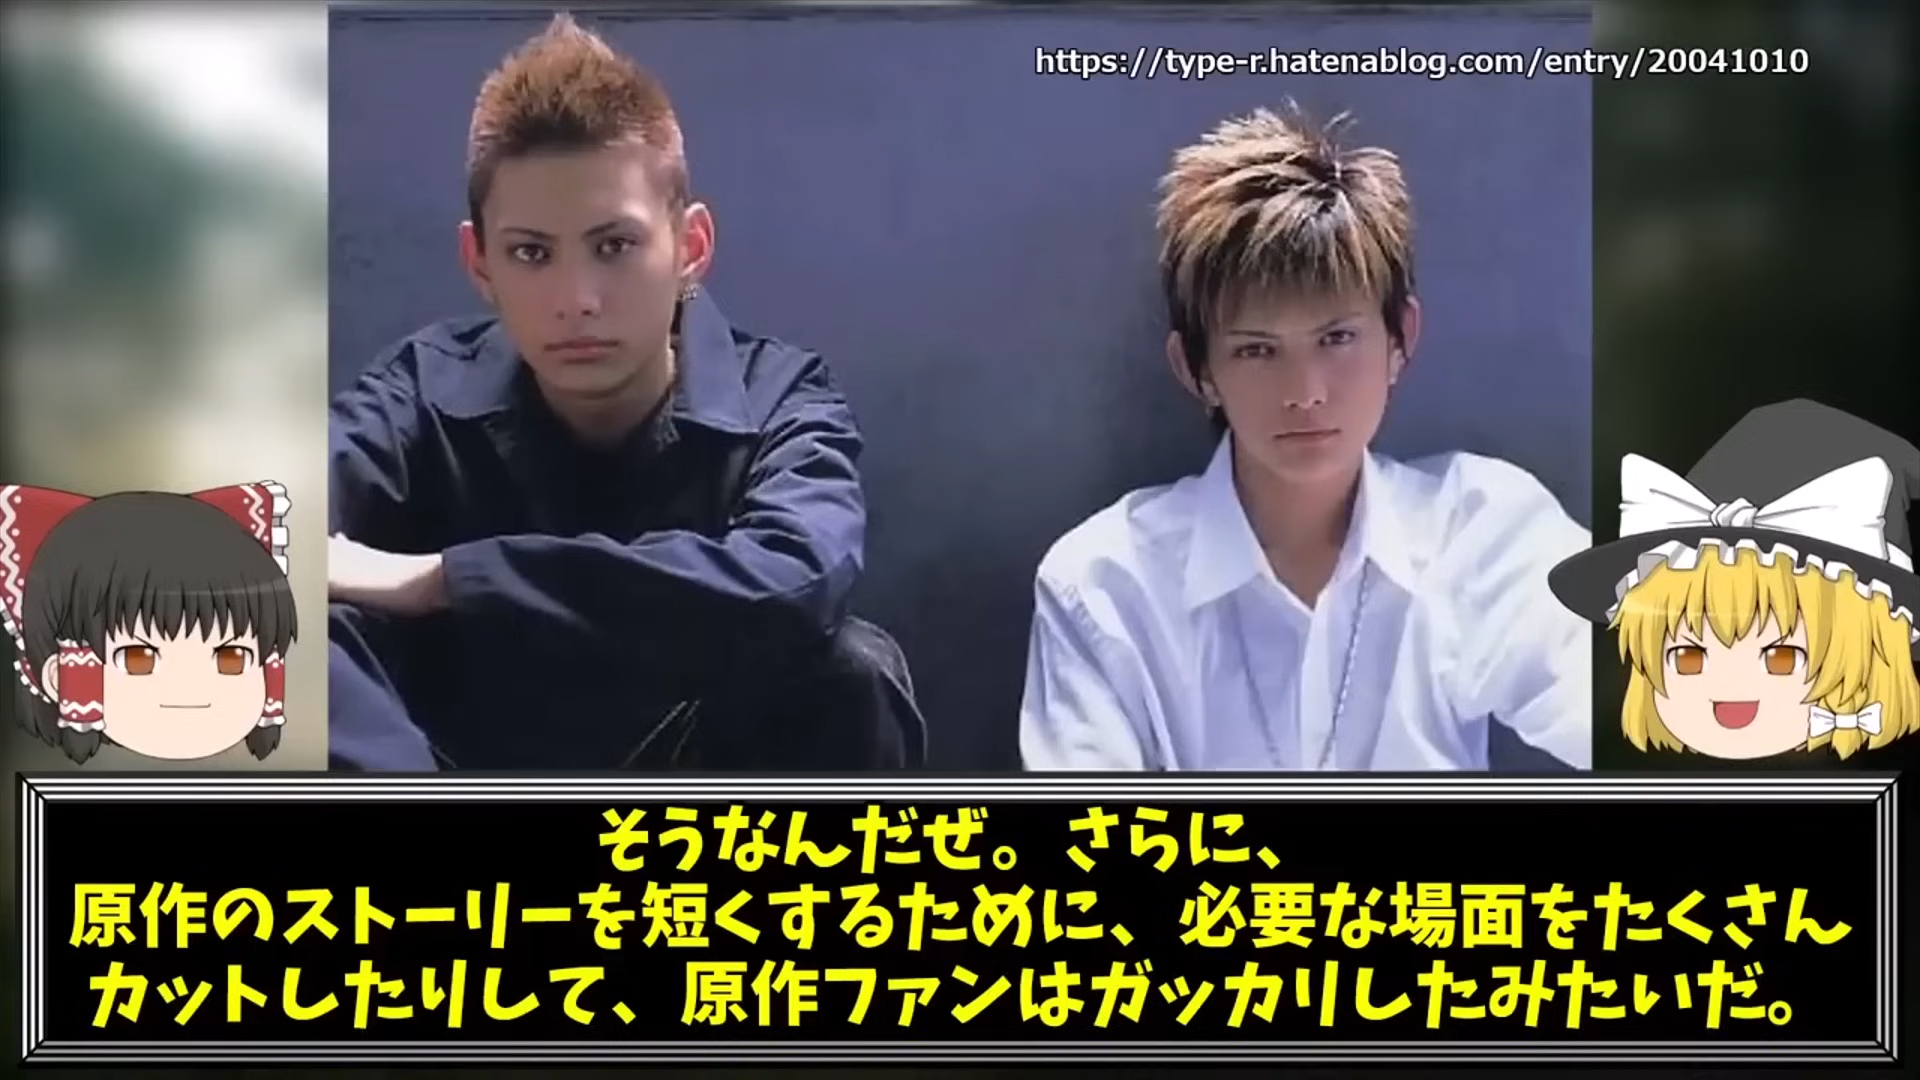 https://type-r.hatenablog.com/entry/20041010
そうなんだぜ。さらに、
原作のストーリーを短くするために、必要な場面をたくさん
カットしたりして、原作ファンはガッカリしたみたいだ。